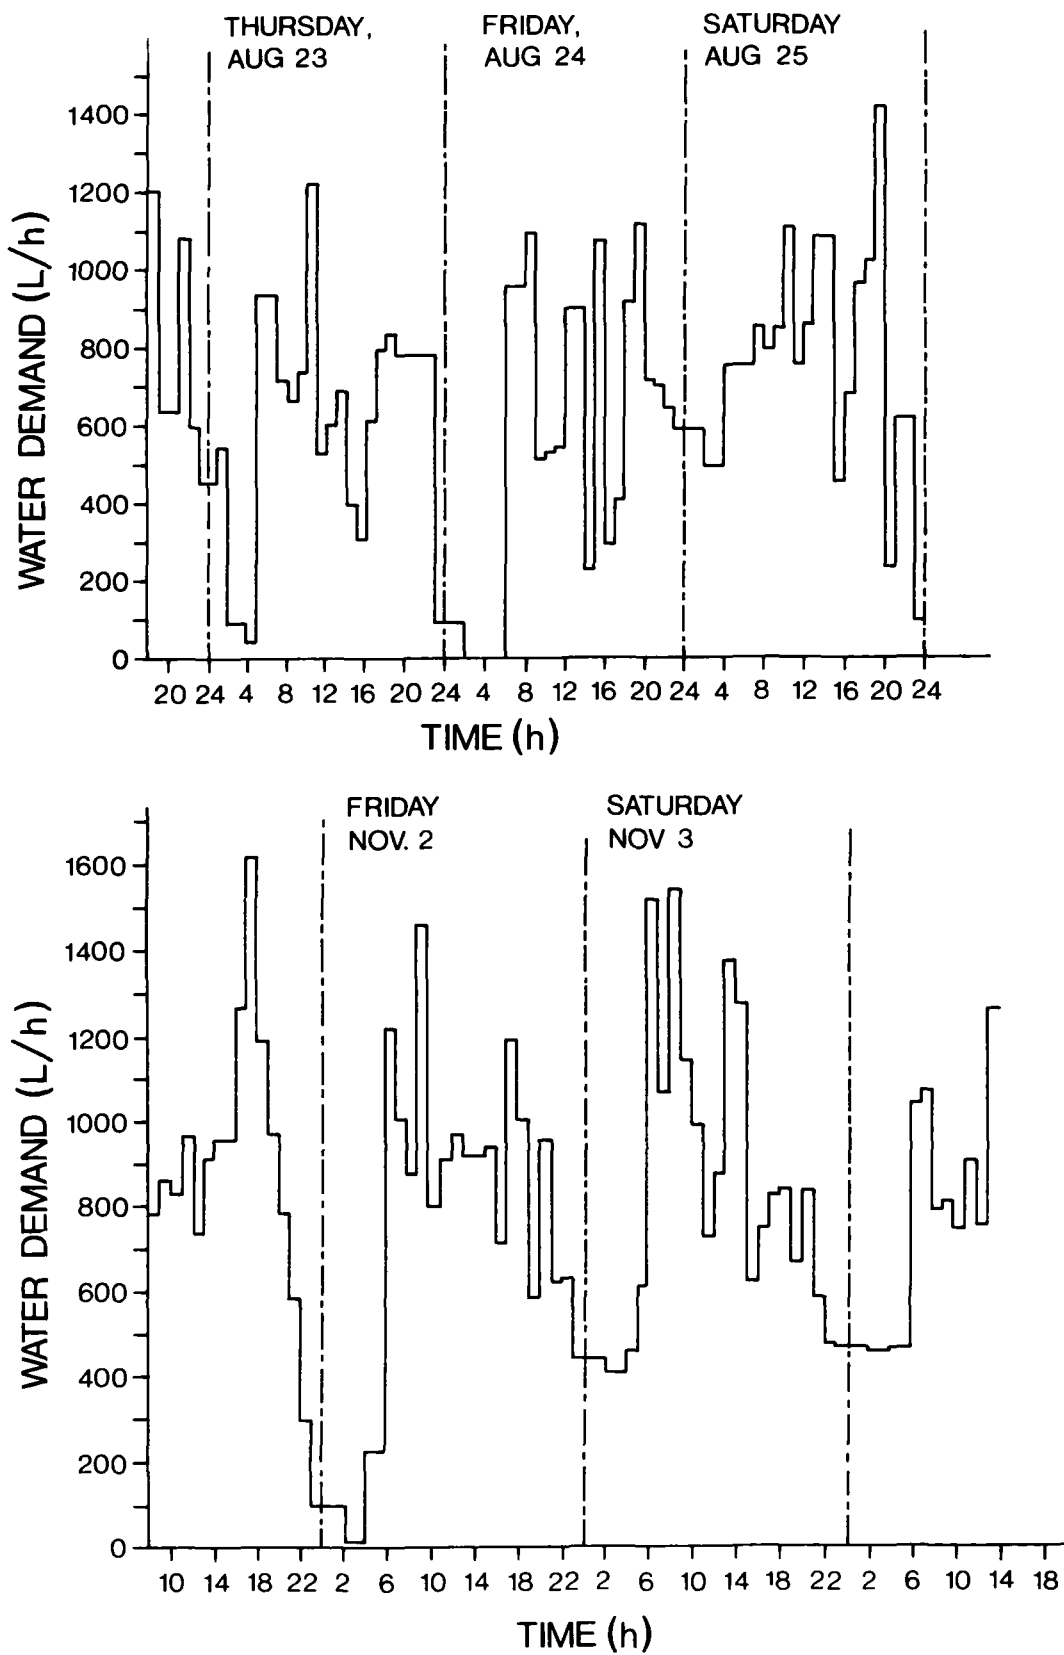 THURSDAY,
AUG 23
FRIDAY,
AUG 24
SATURDAY
AUG 25
WATER DEMAND (L/h)
1400
1200
1000
800
600
400
200
0
20 24 4 8 12 16 20 24 4 8 12 16 20 24 4 8 12 16 20 24
TIME (h)
FRIDAY
NOV. 2
SATURDAY
NOV 3
WATER DEMAND (L/h)
1600
1400
1200
1000
800
600
400
200
0
10 14 18 22 2 6 10 14 18 22 2 6 10 14 18 22 2 6 10 14 18
TIME (h)